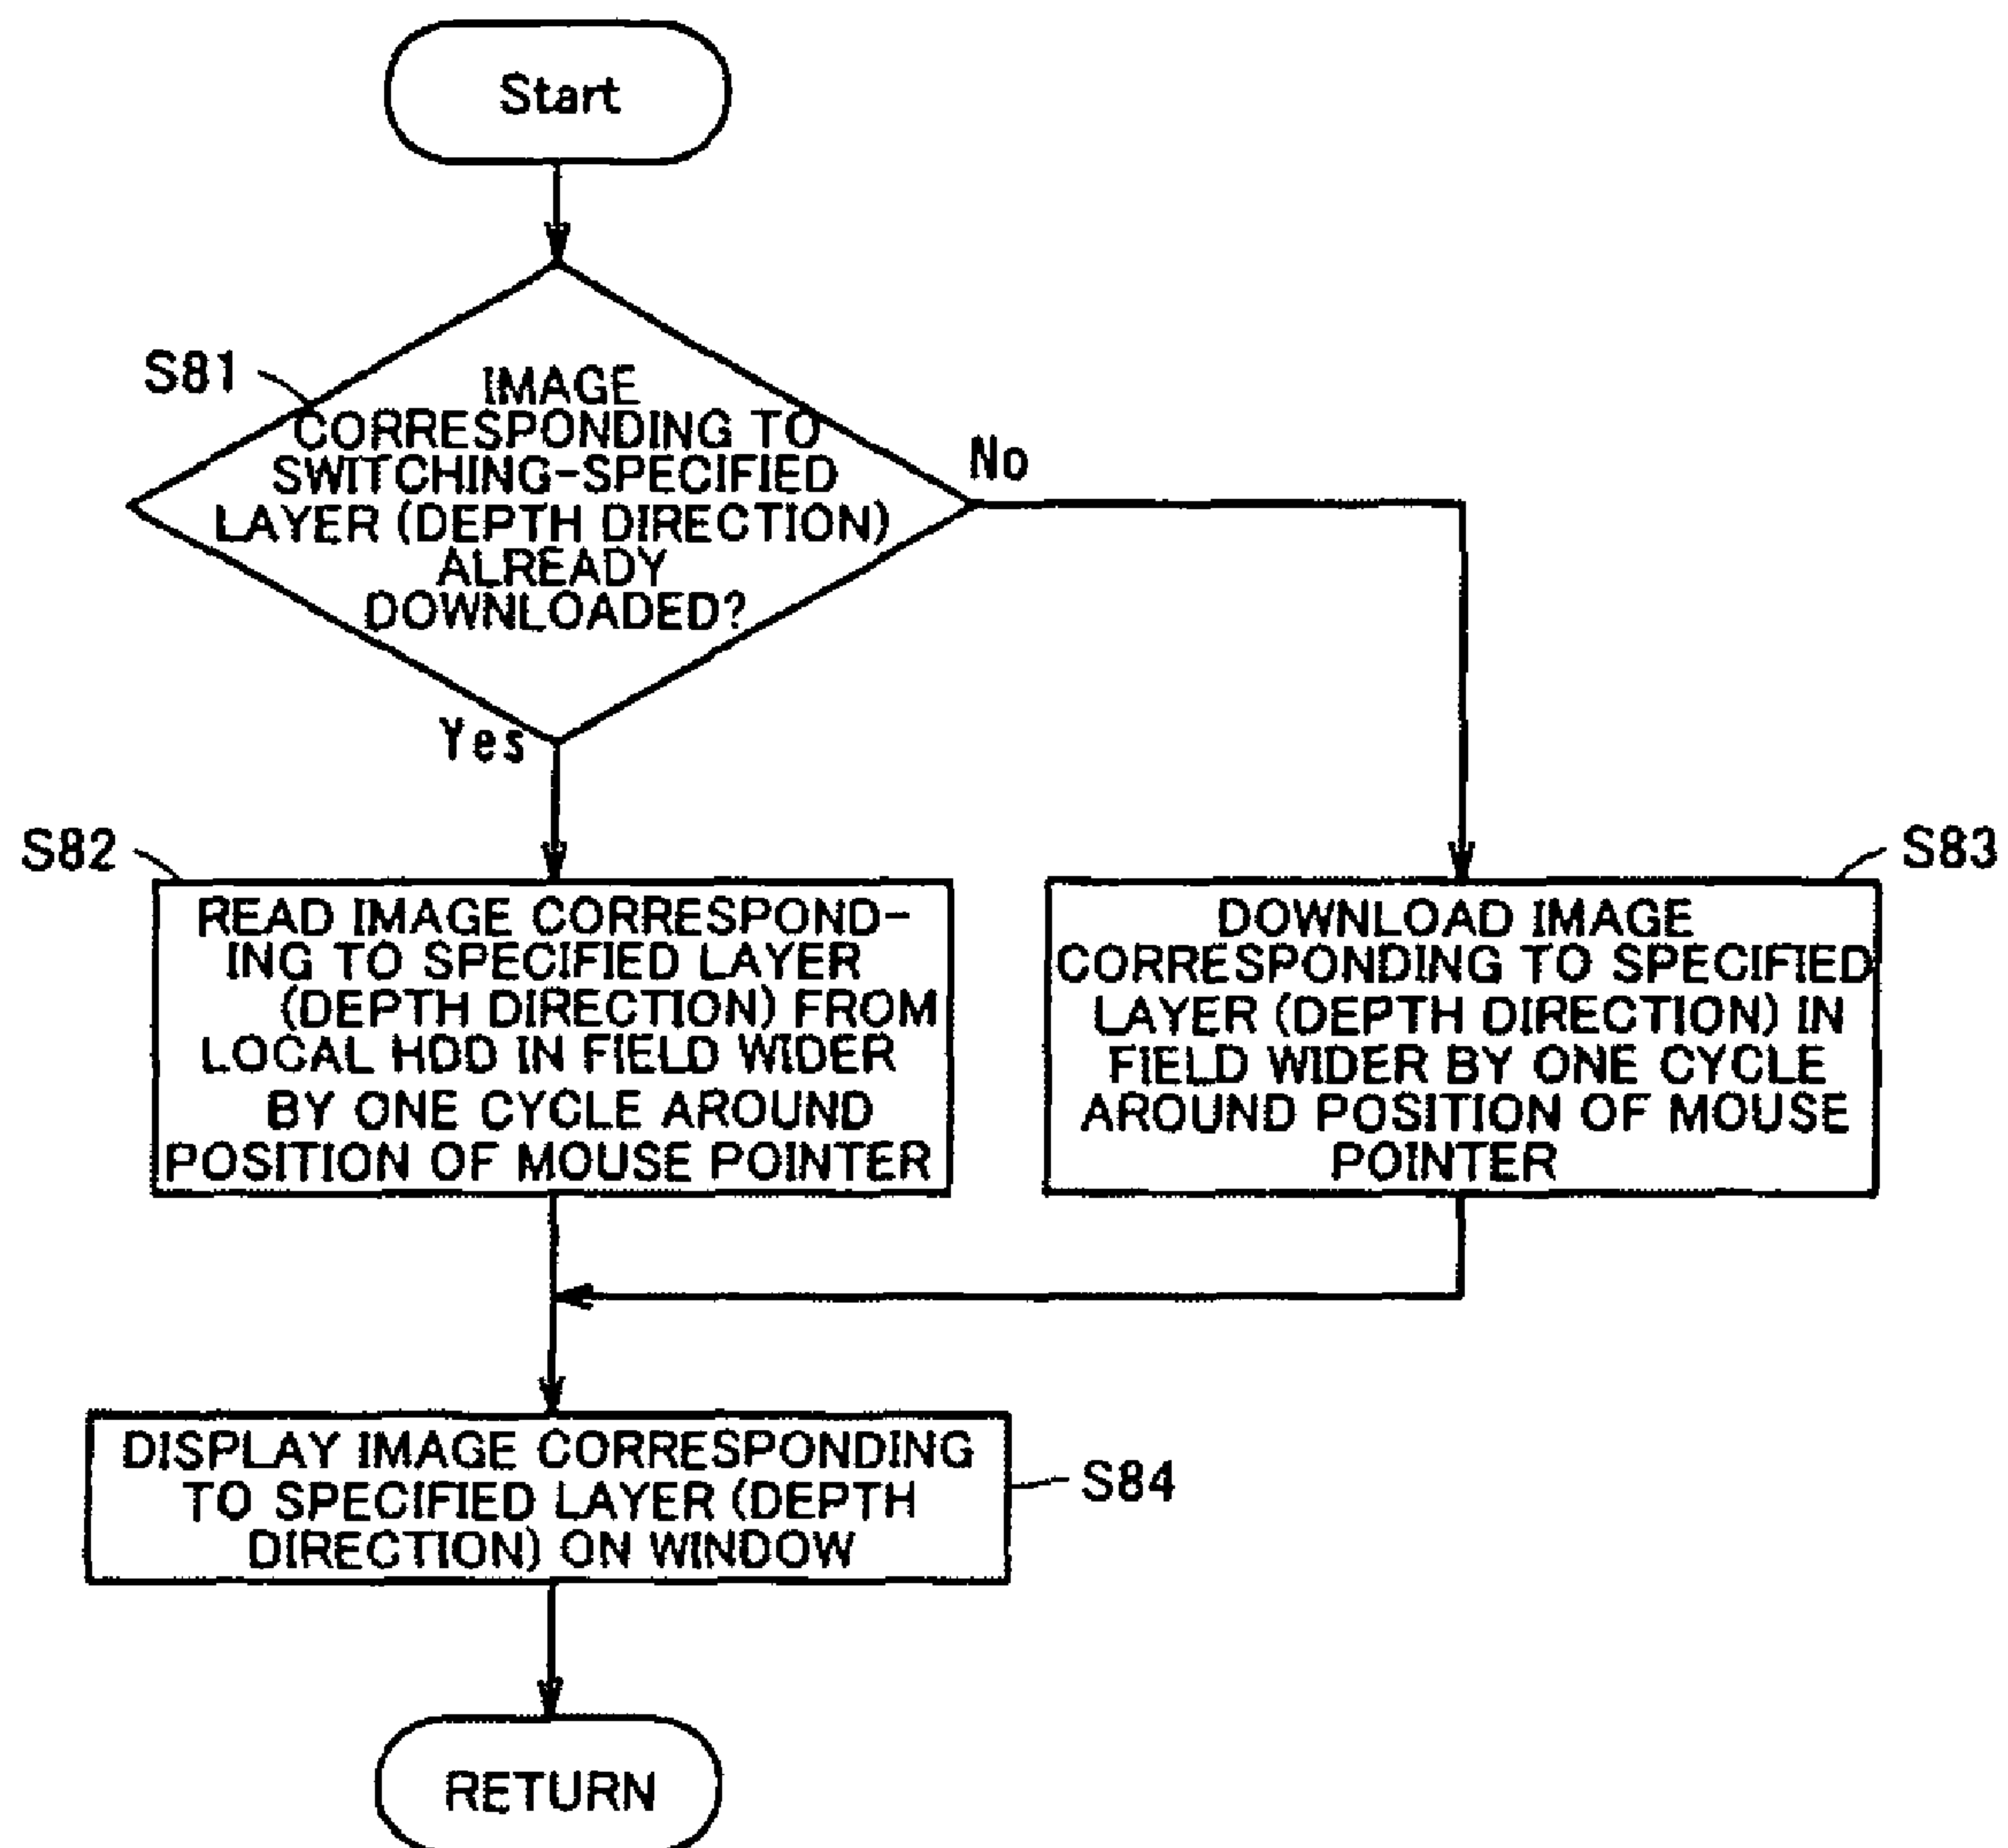 Start
S81
IMAGE
CORRESPONDING TO
SWITCHING-SPECIFIED
LAYER (DEPTH DIRECTION)
ALREADY
DOWNLOADED?
No
Yes
S82
READ IMAGE CORRESPOND-
ING TO SPECIFIED LAYER
(DEPTH DIRECTION) FROM
LOCAL HDD IN FIELD WIDER
BY ONE CYCLE AROUND
POSITION OF MOUSE POINTER
S83
DOWNLOAD IMAGE
CORRESPONDING TO SPECIFIED
LAYER (DEPTH DIRECTION) IN
FIELD WIDER BY ONE CYCLE
AROUND POSITION OF MOUSE
POINTER
DISPLAY IMAGE CORRESPONDING
TO SPECIFIED LAYER (DEPTH
DIRECTION) ON WINDOW
S84
RETURN